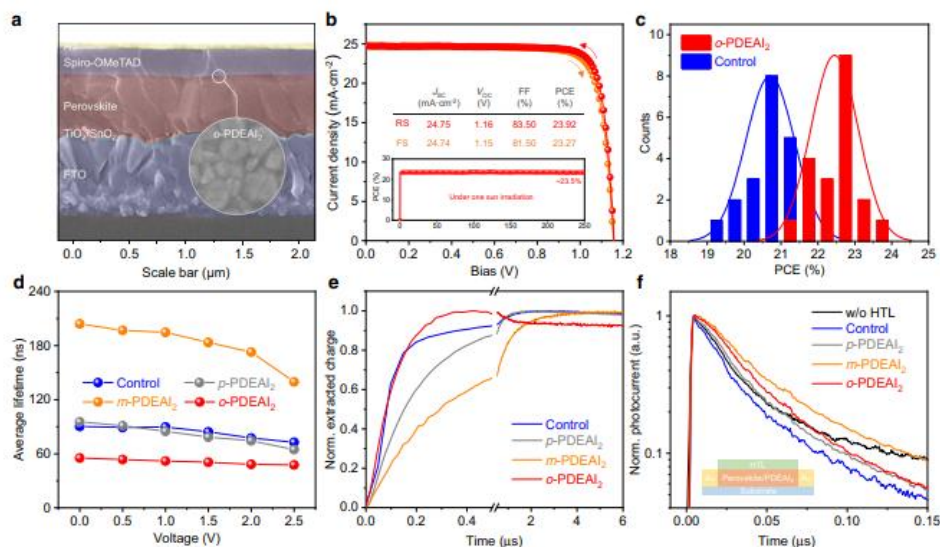 a
Spiro-OMeTAD
Perovskite
TiO₂/SnO₂
FTO
o-PDEAI₂
0.0 0.5 1.0 1.5 2.0
Scale bar (μm)
b
Current density (mA·cm⁻²)
30
25
20
15
10
5
0
J_SC V_OC FF PCE
(mA·cm⁻²) (V) (%) (%)
RS 24.75 1.16 83.50 23.92
FS 24.74 1.15 81.50 23.27
PCE (%)
30
20
10
0
~23.5%
Under one sun irradiation
0 50 100 150 200 250
0.0 0.2 0.4 0.6 0.8 1.0 1.2
Bias (V)
c
o-PDEAI₂
Control
Counts
10
8
6
4
2
0
18 19 20 21 22 23 24 25
PCE (%)
d
Average lifetime (ns)
240
180
120
60
0
Control
p-PDEAI₂
m-PDEAI₂
o-PDEAI₂
0.0 0.5 1.0 1.5 2.0 2.5
Voltage (V)
e
Norm. extracted charge
1.0
0.8
0.6
0.4
0.2
0.0
Control
p-PDEAI₂
m-PDEAI₂
o-PDEAI₂
0.0 0.2 0.4 2 4 6
Time (μs)
f
Norm. photocurrent (a.u.)
1
0.1
w/o HTL
Control
p-PDEAI₂
m-PDEAI₂
o-PDEAI₂
HTL
Au Perovskite/PDEAI₂ Au
Substrate
0.00 0.05 0.10 0.15
Time (μs)